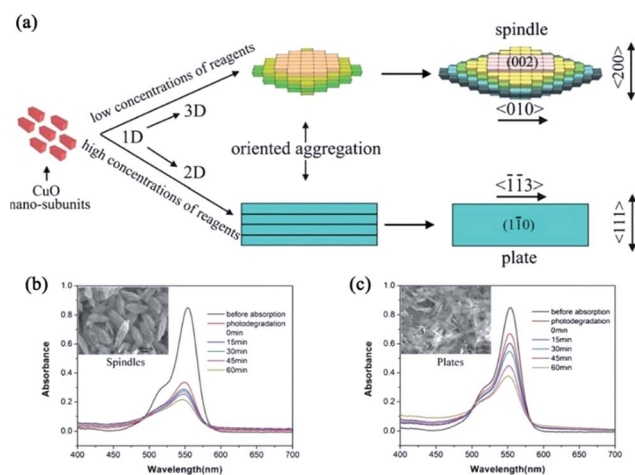 (a)
spindle
(002)
<200>
<010>
low concentrations of reagents
3D
1D
2D
high concentrations of reagents
oriented aggregation
CuO
nano-subunits
<1̅1̅3>
(11̅0)
<111>
plate
(b)
1.0
0.8
0.6
0.4
0.2
0.0
Absorbance
Spindles
before absorption
photodegradation
0min
15min
30min
45min
60min
400 450 500 550 600 650 700
Wavelength(nm)
(c)
1.0
0.8
0.6
0.4
0.2
0.0
Absorbance
Plates
before absorption
photodegradation
0min
15min
30min
45min
60min
400 450 500 550 600 650 700
Wavelength(nm)